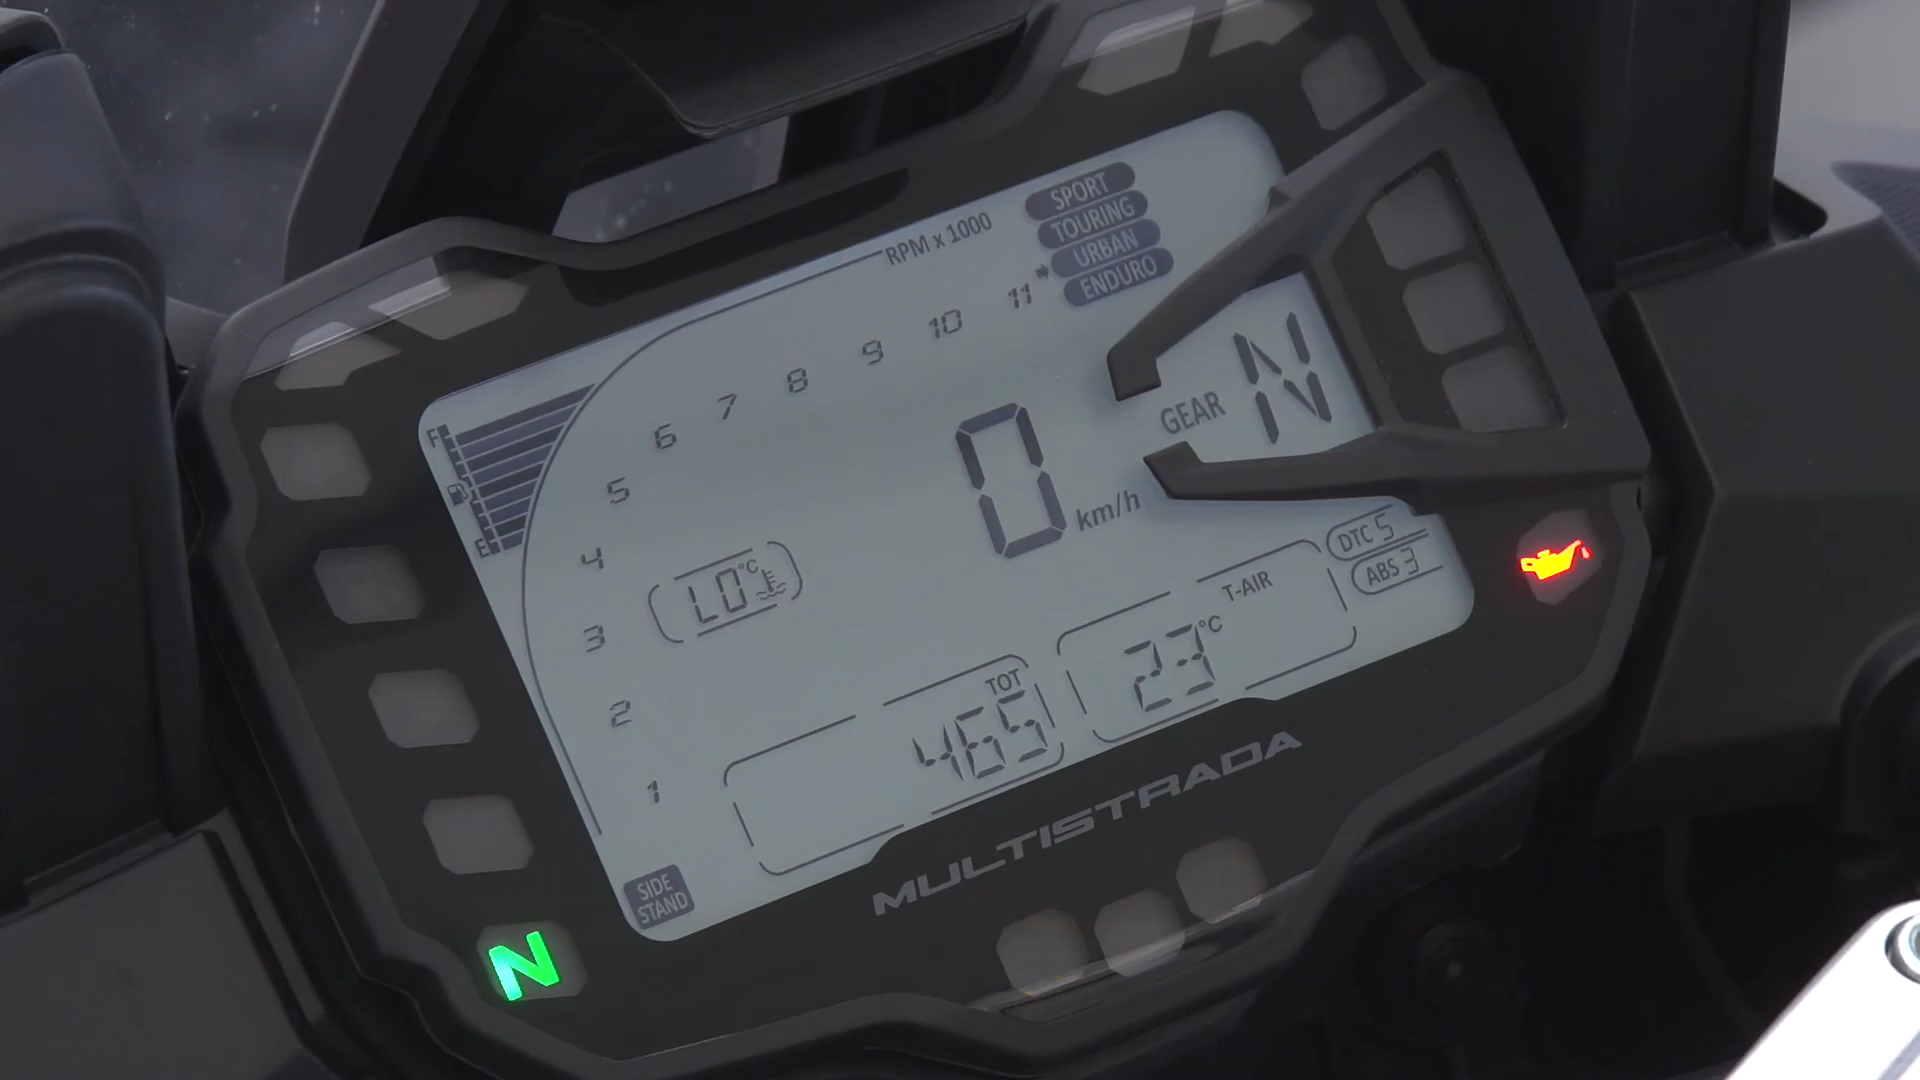 SPORT
TOURING
URBAN
ENDURO
RPM x 1000
11
10
9
8
7
6
5
4
3
2
1
F
E
GEAR N
0 km/h
LO °C
DTC 5
ABS 3
T-AIR
23 °C
TOT
465
MULTISTRADA
SIDE
STAND
N